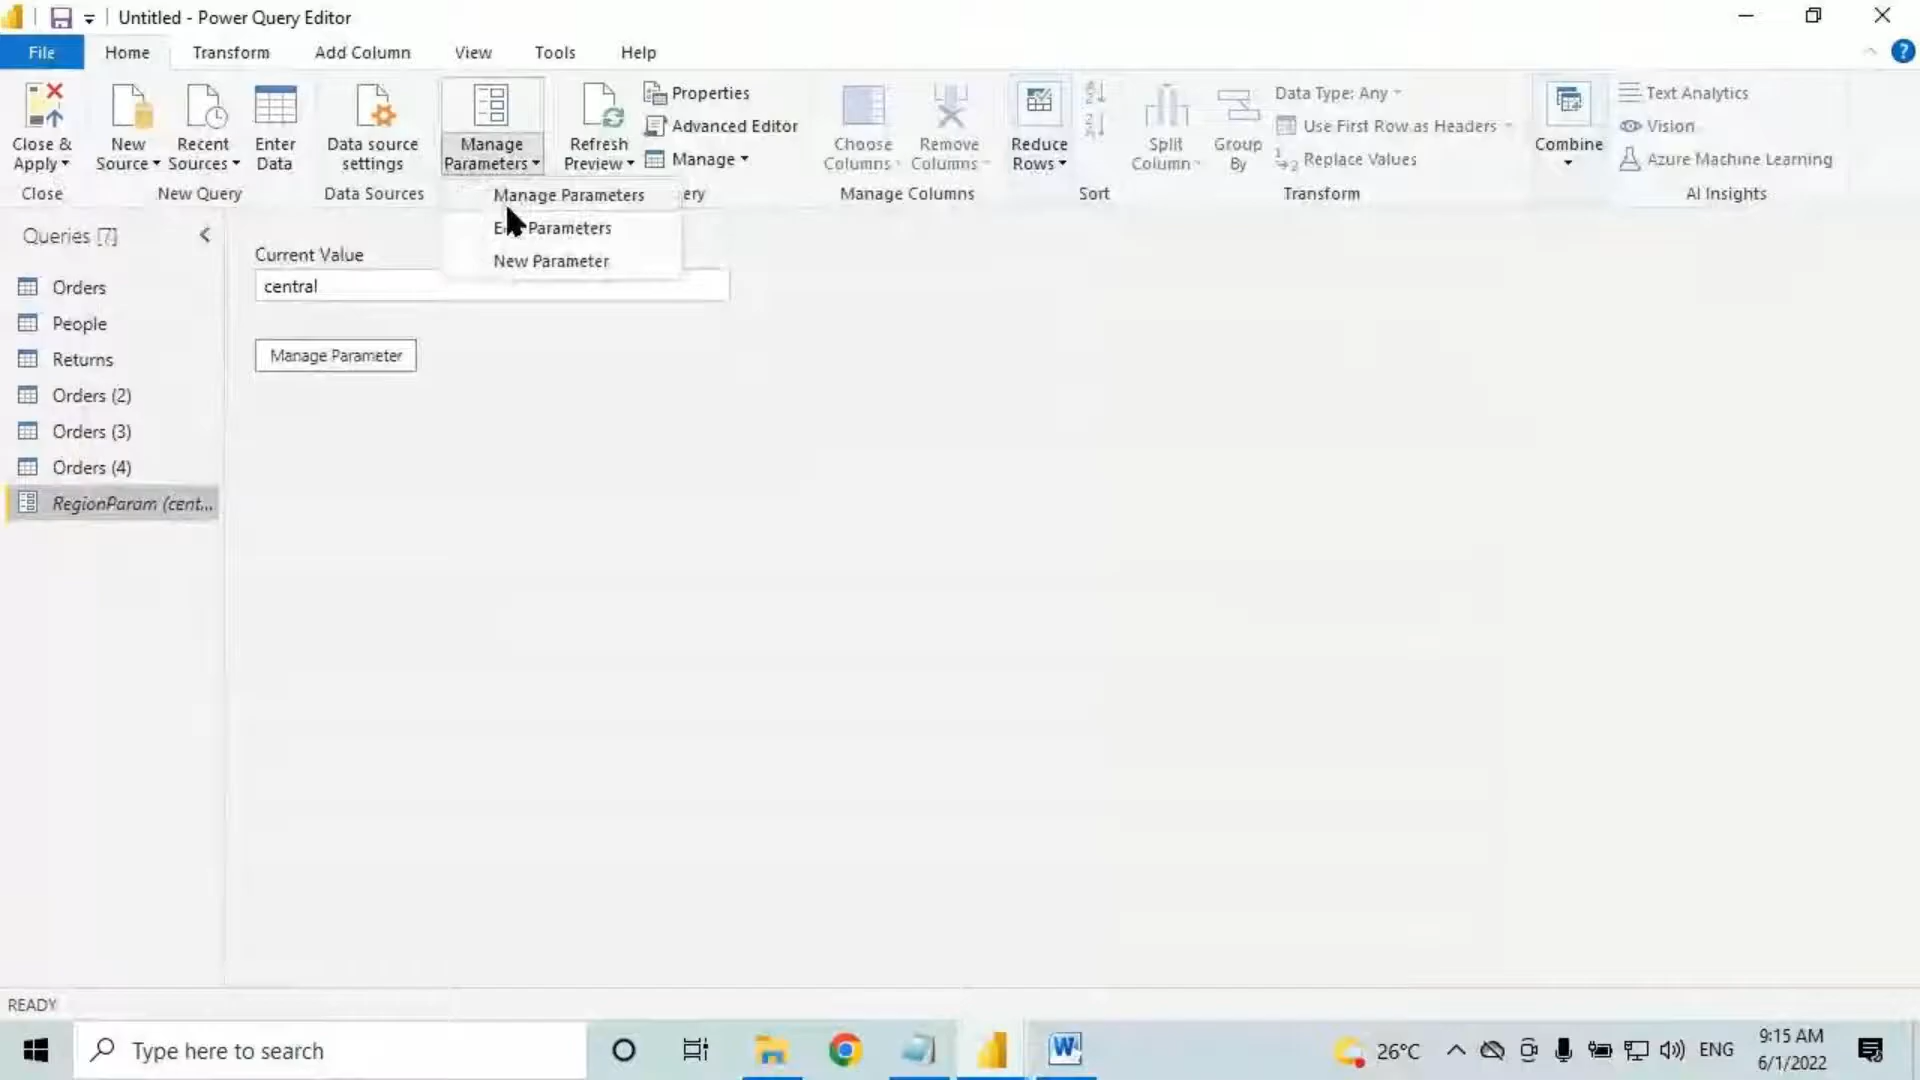 Untitled - Power Query Editor
File
Home
Transform
Add Column
View
Tools
Help
?
Close &
Apply
New
Source
Recent
Sources
Enter
Data
Data source
settings
Manage
Parameters
Refresh
Preview
Properties
Advanced Editor
Manage
Choose
Columns
Remove
Columns
Reduce
Rows
Split
Column
Group
By
Data Type: Any
Use First Row as Headers
Replace Values
Combine
Text Analytics
Vision
Azure Machine Learning
Close
New Query
Data Sources
ery
Manage Columns
Sort
Transform
AI Insights
Manage Parameters
Parameters
New Parameter
Queries [7]
Orders
People
Returns
Orders (2)
Orders (3)
Orders (4)
RegionParam (cent...
Current Value
central
Manage Parameter
READY
Type here to search
26°C
ENG
9:15 AM
6/1/2022